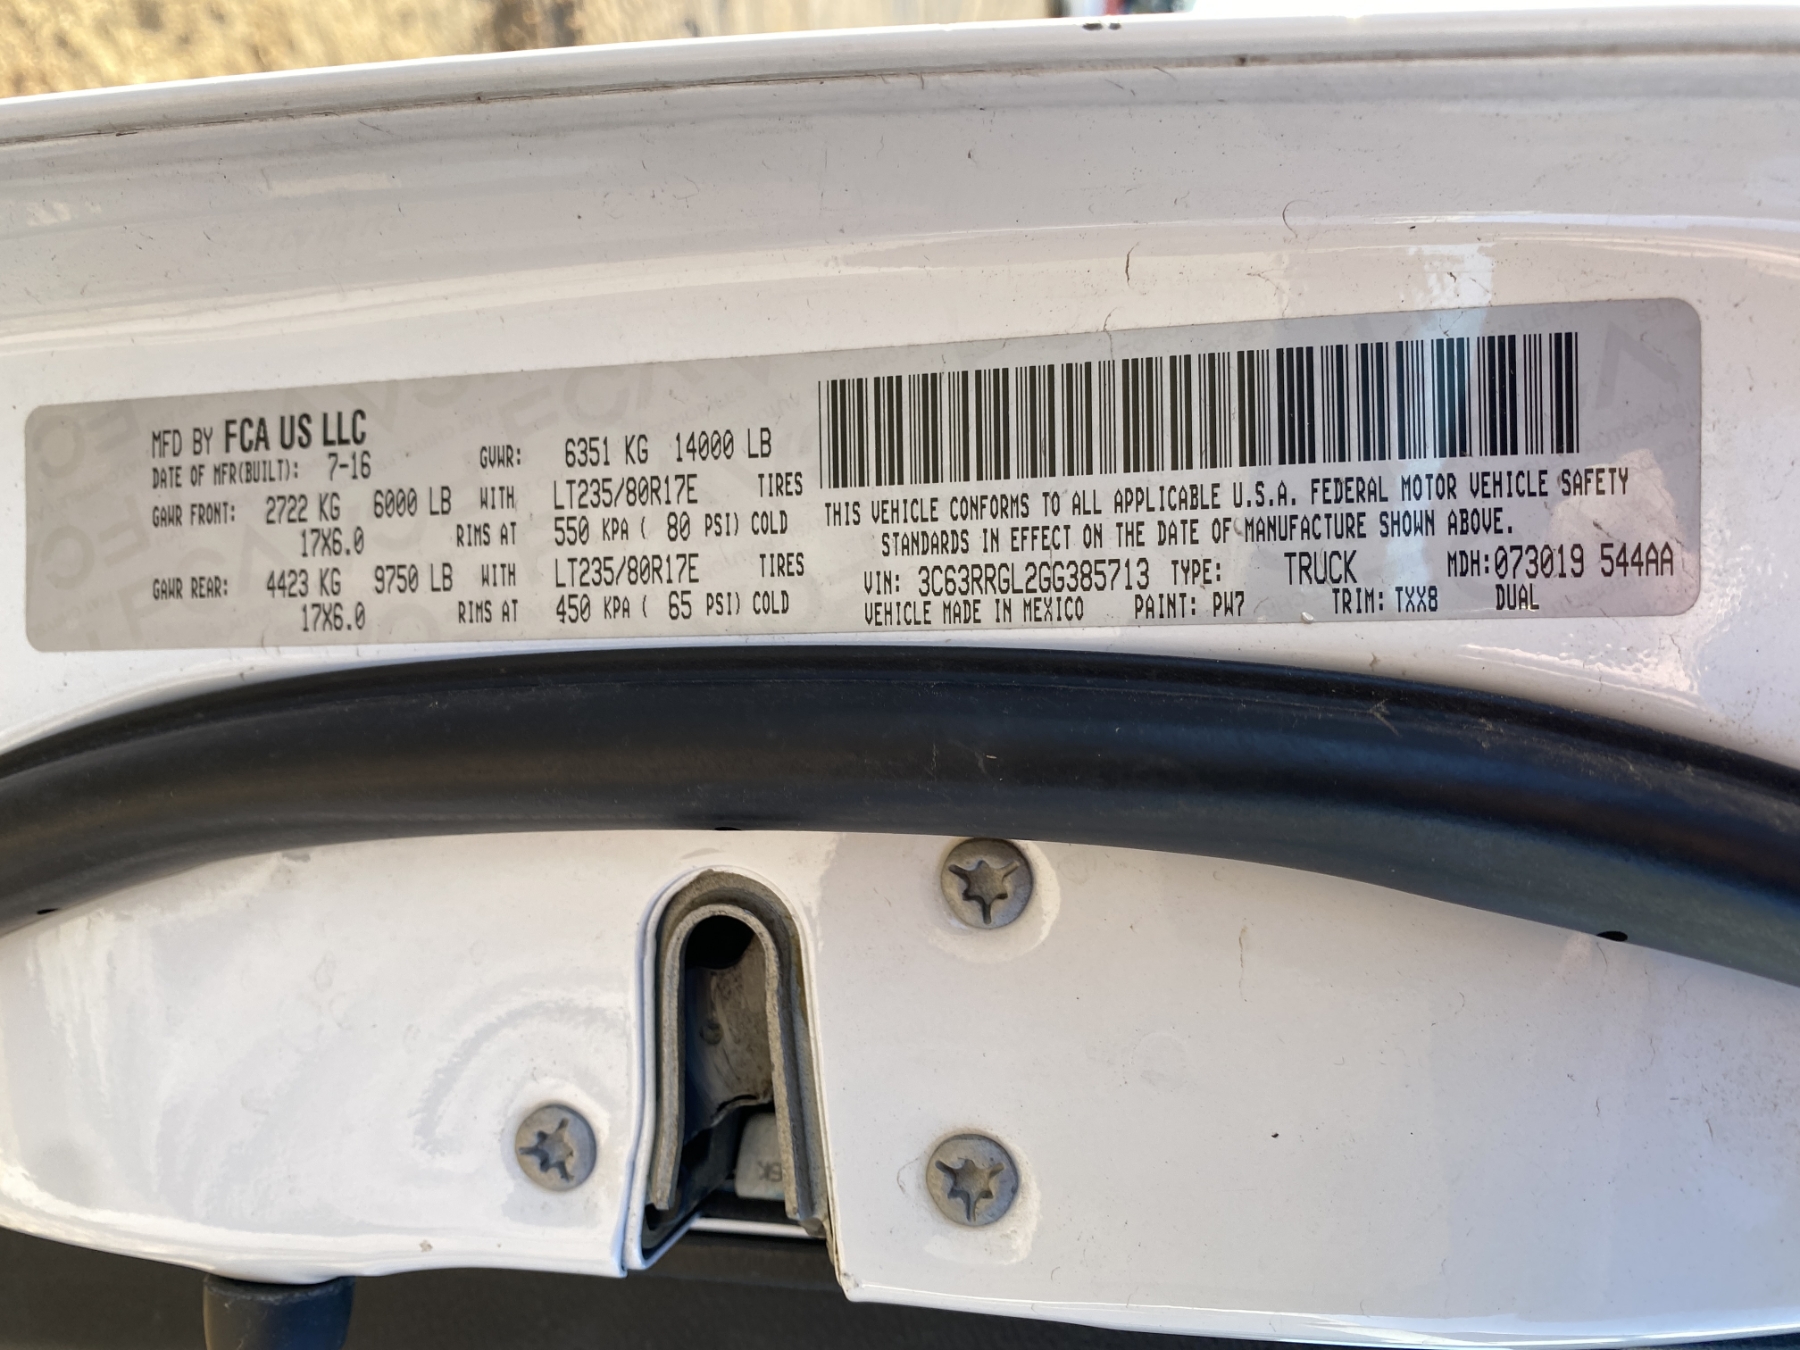 MFD BY FCA US LLC
DATE OF MFR(BUILT): 7-16 GVWR: 6351 KG 14000 LB
GAWR FRONT: 2722 KG 6000 LB WITH LT235/80R17E TIRES
17X6.0 RIMS AT 550 KPA ( 80 PSI) COLD
GAWR REAR: 4423 KG 9750 LB WITH LT235/80R17E TIRES
17X6.0 RIMS AT 450 KPA ( 65 PSI) COLD
THIS VEHICLE CONFORMS TO ALL APPLICABLE U.S.A. FEDERAL MOTOR VEHICLE SAFETY
STANDARDS IN EFFECT ON THE DATE OF MANUFACTURE SHOWN ABOVE.
VIN: 3C63RRGL2GG385713 TYPE: TRUCK MDH:073019 544AA
VEHICLE MADE IN MEXICO PAINT: PW7 TRIM: TXX8 DUAL